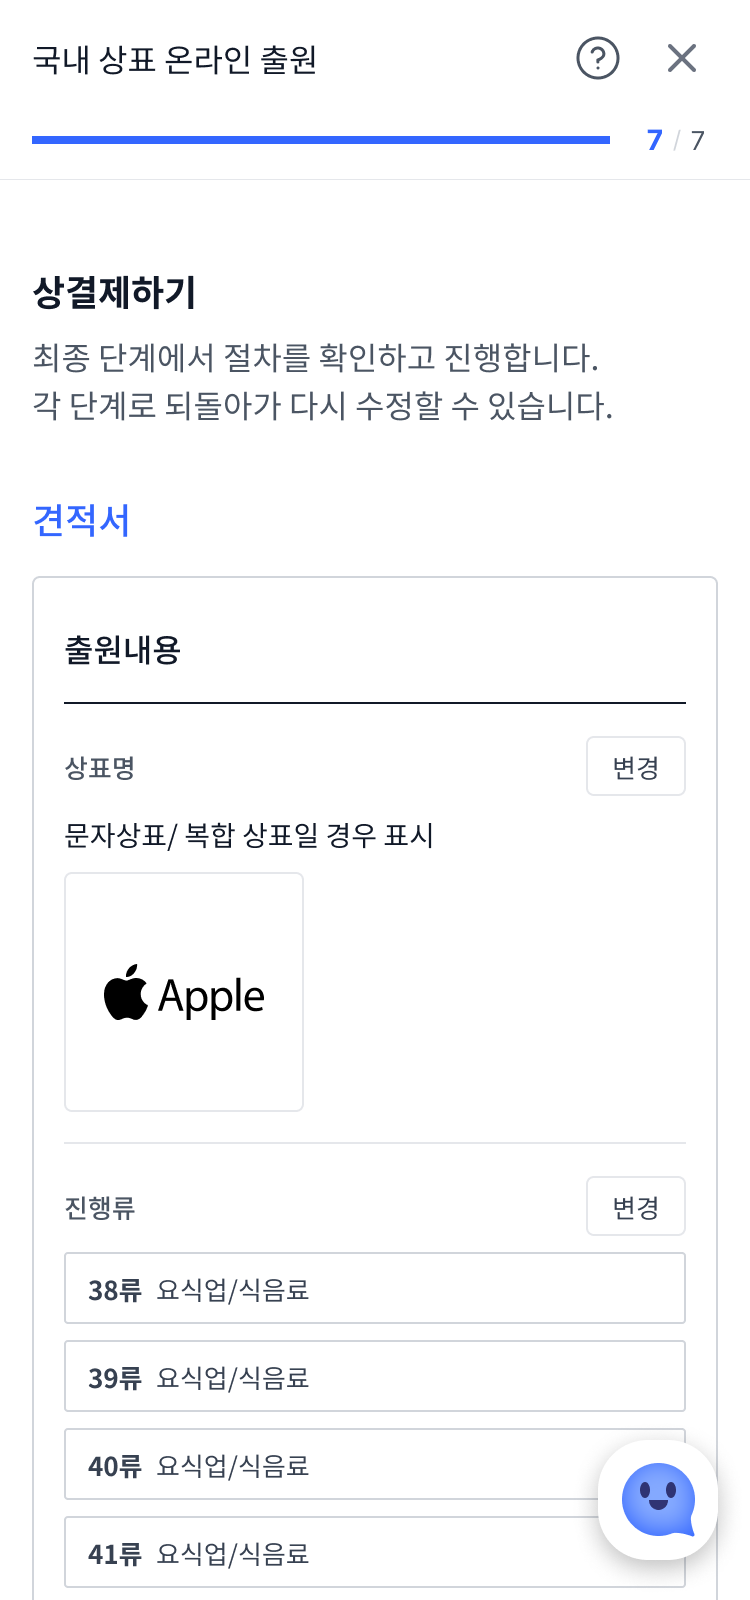 국내 상표 온라인 출원
7 / 7
상결제하기
최종 단계에서 절차를 확인하고 진행합니다.
각 단계로 되돌아가 다시 수정할 수 있습니다.
견적서
출원내용
상표명
변경
문자상표/ 복합 상표일 경우 표시
Apple
진행류
변경
38류 요식업/식음료
39류 요식업/식음료
40류 요식업/식음료
41류 요식업/식음료